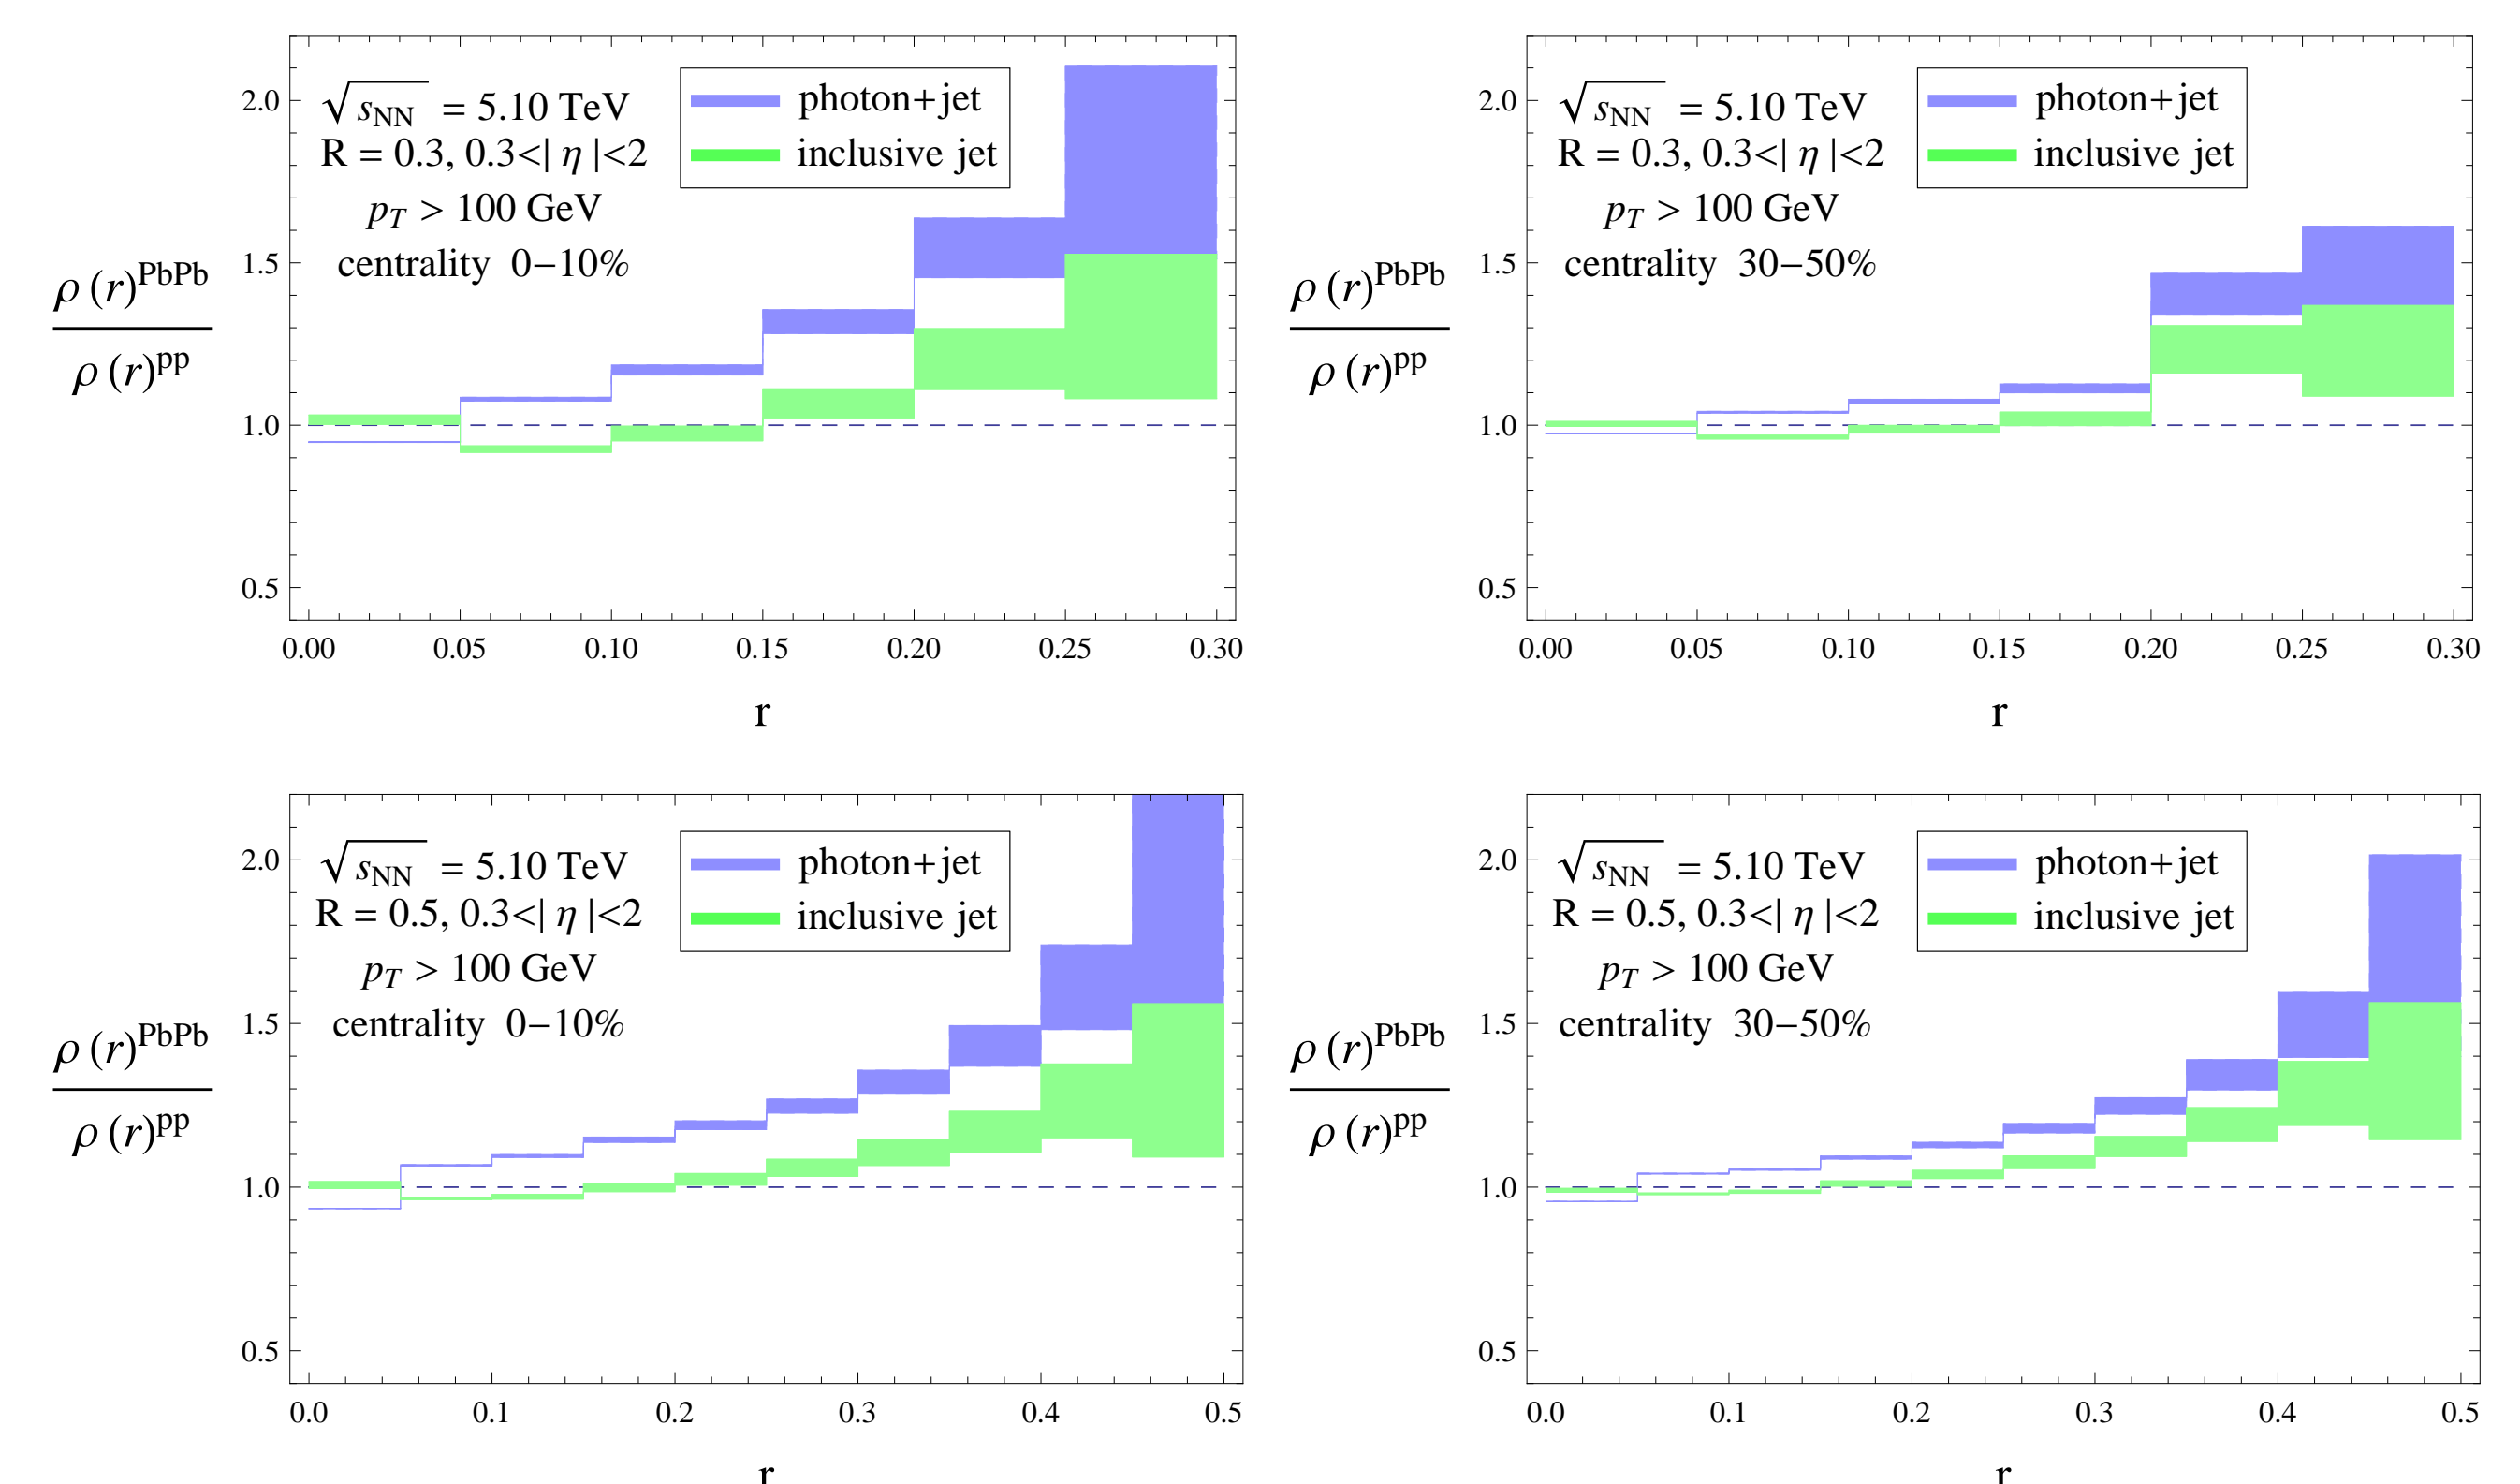 √sNN = 5.10 TeV
R = 0.3, 0.3<| η |<2
pT > 100 GeV
centrality 0−10%
photon+jet
inclusive jet
ρ (r)PbPb
ρ (r)pp
2.0
1.5
1.0
0.5
0.00 0.05 0.10 0.15 0.20 0.25 0.30
r
√sNN = 5.10 TeV
R = 0.3, 0.3<| η |<2
pT > 100 GeV
centrality 30−50%
photon+jet
inclusive jet
ρ (r)PbPb
ρ (r)pp
2.0
1.5
1.0
0.5
0.00 0.05 0.10 0.15 0.20 0.25 0.30
r
√sNN = 5.10 TeV
R = 0.5, 0.3<| η |<2
pT > 100 GeV
centrality 0−10%
photon+jet
inclusive jet
ρ (r)PbPb
ρ (r)pp
2.0
1.5
1.0
0.5
0.0 0.1 0.2 0.3 0.4 0.5
r
√sNN = 5.10 TeV
R = 0.5, 0.3<| η |<2
pT > 100 GeV
centrality 30−50%
photon+jet
inclusive jet
ρ (r)PbPb
ρ (r)pp
2.0
1.5
1.0
0.5
0.0 0.1 0.2 0.3 0.4 0.5
r